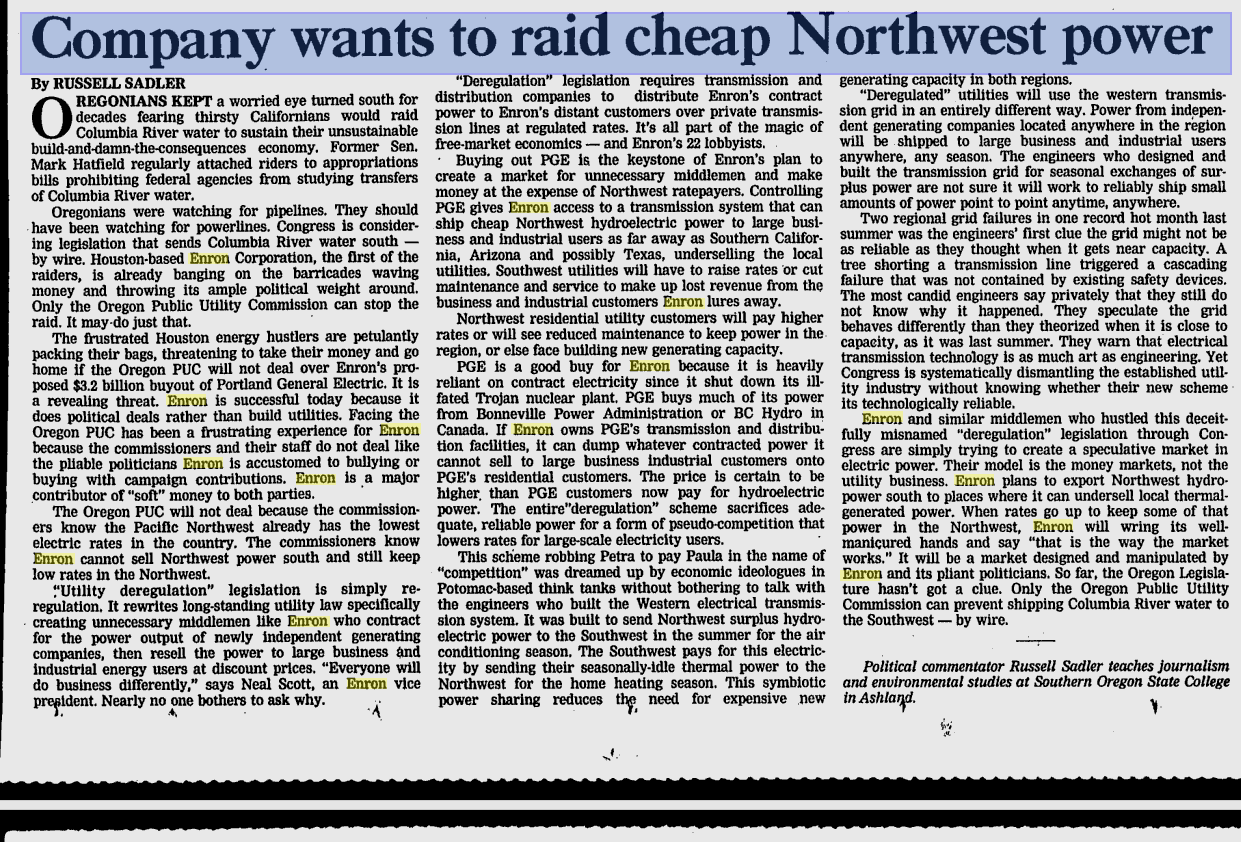 Company wants to raid cheap Northwest power
By RUSSELL SADLER
OREGONIANS KEPT a worried eye turned south for
decades fearing thirsty Californians would raid
Columbia River water to sustain their unsustainable
build-and-damn-the-consequences economy. Former Sen.
Mark Hatfield regularly attached riders to appropriations
bills prohibiting federal agencies from studying transfers
of Columbia River water.
Oregonians were watching for pipelines. They should
have been watching for powerlines. Congress is consider-
ing legislation that sends Columbia River water south —
by wire. Houston-based Enron Corporation, the first of the
raiders, is already banging on the barricades waving
money and throwing its ample political weight around.
Only the Oregon Public Utility Commission can stop the
raid. It may do just that.
The frustrated Houston energy hustlers are petulantly
packing their bags, threatening to take their money and go
home if the Oregon PUC will not deal over Enron's pro-
posed $3.2 billion buyout of Portland General Electric. It is
a revealing threat. Enron is successful today because it
does political deals rather than build utilities. Facing the
Oregon PUC has been a frustrating experience for Enron
because the commissioners and their staff do not deal like
the pliable politicians Enron is accustomed to bullying or
buying with campaign contributions. Enron is a major
contributor of "soft" money to both parties.
The Oregon PUC will not deal because the commission-
ers know the Pacific Northwest already has the lowest
electric rates in the country. The commissioners know
Enron cannot sell Northwest power south and still keep
low rates in the Northwest.
"Utility deregulation" legislation is simply re-
regulation. It rewrites long-standing utility law specifically
creating unnecessary middlemen like Enron who contract
for the power output of newly independent generating
companies, then resell the power to large business and
industrial energy users at discount prices. "Everyone will
do business differently," says Neal Scott, an Enron vice
president. Nearly no one bothers to ask why.
"Deregulation" legislation requires transmission and
distribution companies to distribute Enron's contract
power to Enron's distant customers over private transmis-
sion lines at regulated rates. It's all part of the magic of
free-market economics — and Enron's 22 lobbyists.
Buying out PGE is the keystone of Enron's plan to
create a market for unnecessary middlemen and make
money at the expense of Northwest ratepayers. Controlling
PGE gives Enron access to a transmission system that can
ship cheap Northwest hydroelectric power to large busi-
ness and industrial users as far away as Southern Califor-
nia, Arizona and possibly Texas, underselling the local
utilities. Southwest utilities will have to raise rates or cut
maintenance and service to make up lost revenue from the
business and industrial customers Enron lures away.
Northwest residential utility customers will pay higher
rates or will see reduced maintenance to keep power in the
region, or else face building new generating capacity.
PGE is a good buy for Enron because it is heavily
reliant on contract electricity since it shut down its ill-
fated Trojan nuclear plant. PGE buys much of its power
from Bonneville Power Administration or BC Hydro in
Canada. If Enron owns PGE's transmission and distribu-
tion facilities, it can dump whatever contracted power it
cannot sell to large business industrial customers onto
PGE's residential customers. The price is certain to be
higher than PGE customers now pay for hydroelectric
power. The entire"deregulation" scheme sacrifices ade-
quate, reliable power for a form of pseudo-competition that
lowers rates for large-scale electricity users.
This scheme robbing Petra to pay Paula in the name of
"competition" was dreamed up by economic ideologues in
Potomac-based think tanks without bothering to talk with
the engineers who built the Western electrical transmis-
sion system. It was built to send Northwest surplus hydro-
electric power to the Southwest in the summer for the air
conditioning season. The Southwest pays for this electric-
ity by sending their seasonally-idle thermal power to the
Northwest for the home heating season. This symbiotic
power sharing reduces the need for expensive new
generating capacity in both regions.
"Deregulated" utilities will use the western transmis-
sion grid in an entirely different way. Power from indepen-
dent generating companies located anywhere in the region
will be shipped to large business and industrial users
anywhere, any season. The engineers who designed and
built the transmission grid for seasonal exchanges of sur-
plus power are not sure it will work to reliably ship small
amounts of power point to point anytime, anywhere.
Two regional grid failures in one record hot month last
summer was the engineers' first clue the grid might not be
as reliable as they thought when it gets near capacity. A
tree shorting a transmission line triggered a cascading
failure that was not contained by existing safety devices.
The most candid engineers say privately that they still do
not know why it happened. They speculate the grid
behaves differently than they theorized when it is close to
capacity, as it was last summer. They warn that electrical
transmission technology is as much art as engineering. Yet
Congress is systematically dismantling the established util-
ity industry without knowing whether their new scheme
its technologically reliable.
Enron and similar middlemen who hustled this deceit-
fully misnamed "deregulation" legislation through Con-
gress are simply trying to create a speculative market in
electric power. Their model is the money markets, not the
utility business. Enron plans to export Northwest hydro-
power south to places where it can undersell local thermal-
generated power. When rates go up to keep some of that
power in the Northwest, Enron will wring its well-
manicured hands and say "that is the way the market
works." It will be a market designed and manipulated by
Enron and its pliant politicians. So far, the Oregon Legisla-
ture hasn't got a clue. Only the Oregon Public Utility
Commission can prevent shipping Columbia River water to
the Southwest — by wire.
Political commentator Russell Sadler teaches journalism
and environmental studies at Southern Oregon State College
in Ashland.